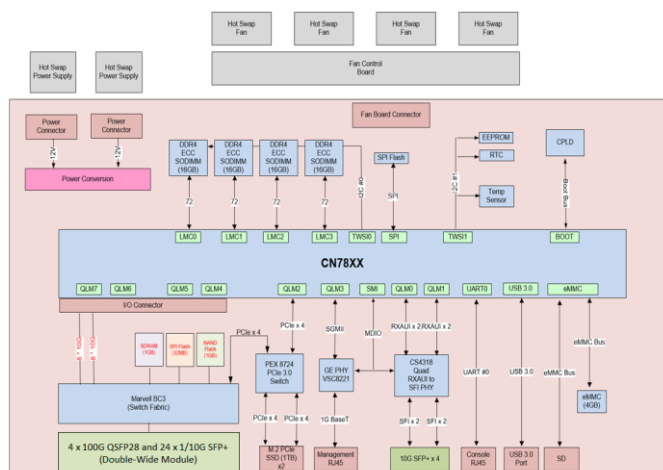 Hot Swap
Fan
Hot Swap
Fan
Hot Swap
Fan
Hot Swap
Fan
Hot Swap
Power Supply
Hot Swap
Power Supply
Fan Control
Board
Power
Connector
Power
Connector
Fan Board Connector
12V
12V
Power Conversion
DDR4
ECC
SODIMM
(16GB)
DDR4
ECC
SODIMM
(16GB)
DDR4
ECC
SODIMM
(16GB)
DDR4
ECC
SODIMM
(16GB)
SPI Flash
EEPROM
RTC
Temp
Sensor
CPLD
72
72
72
72
I2C #0
SPI
I2C #1
Boot Bus
LMC0
LMC1
LMC2
LMC3
TWSI0
SPI
TWSI1
BOOT
CN78XX
QLM7
QLM6
QLM5
QLM4
QLM2
QLM3
SMI
QLM0
QLM1
UART0
USB 3.0
eMMC
I/O Connector
6 * 10G
6 * 10G
SDRAM
(1GB)
SPI Flash
(32MB)
NAND
Flash
(1GB)
PCIe x 4
PCIe x 4
SGMII
MDIO
RXAUI x 2
RXAUI x 2
UART #0
USB 3.0
eMMC Bus
eMMC Bus
Marvell BC3
(Switch Fabric)
PEX 8724
PCIe 3.0
Switch
GE PHY
VSC8221
CS4318
Quad
RXAUI to
SFI PHY
eMMC
(4GB)
PCIe x 4
PCIe x 4
1G BaseT
SFi x 2
SFi x 2
4 x 100G QSFP28 and 24 x 1/10G SFP+
(Double-Wide Module)
M.2 PCIe
SSD (1TB)
x2
Management
RJ45
10G SFP+ x 4
Console
RJ45
USB 3.0
Port
SD